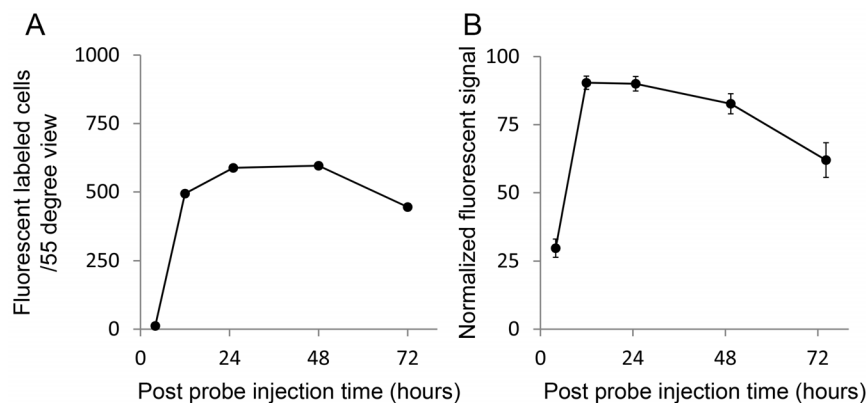 A
Fluorescent labeled cells
/55 degree view
1000
750
500
250
0
0 24 48 72
Post probe injection time (hours)
B
Normalized fluorescent signal
100
75
50
25
0
0 24 48 72
Post probe injection time (hours)